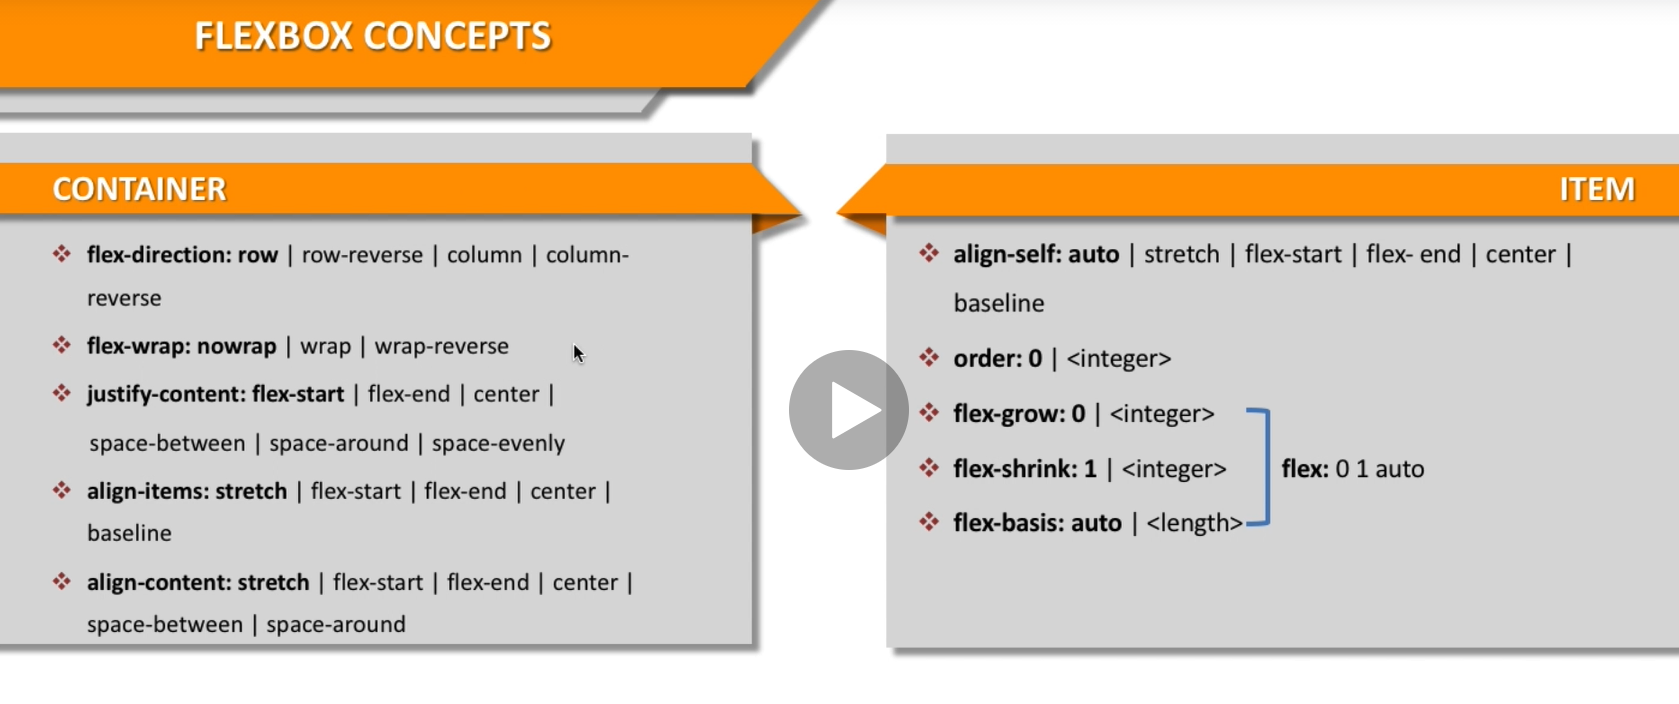 FLEXBOX CONCEPTS
CONTAINER
flex-direction: row | row-reverse | column | column-
reverse
flex-wrap: nowrap | wrap | wrap-reverse
justify-content: flex-start | flex-end | center |
space-between | space-around | space-evenly
align-items: stretch | flex-start | flex-end | center |
baseline
align-content: stretch | flex-start | flex-end | center |
space-between | space-around
ITEM
align-self: auto | stretch | flex-start | flex- end | center |
baseline
order: 0 | <integer>
flex-grow: 0 | <integer>
flex-shrink: 1 | <integer>
flex: 0 1 auto
flex-basis: auto | <length>